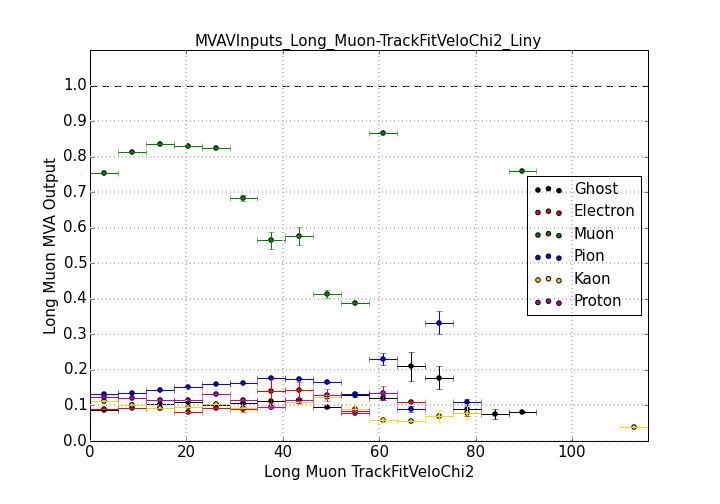 MVAVInputs_Long_Muon-TrackFitVeloChi2_Liny
Long Muon MVA Output
1.0
0.9
0.8
0.7
0.6
0.5
0.4
0.3
0.2
0.1
0.0
Ghost
Electron
Muon
Pion
Kaon
Proton
0 20 40 60 80 100
Long Muon TrackFitVeloChi2